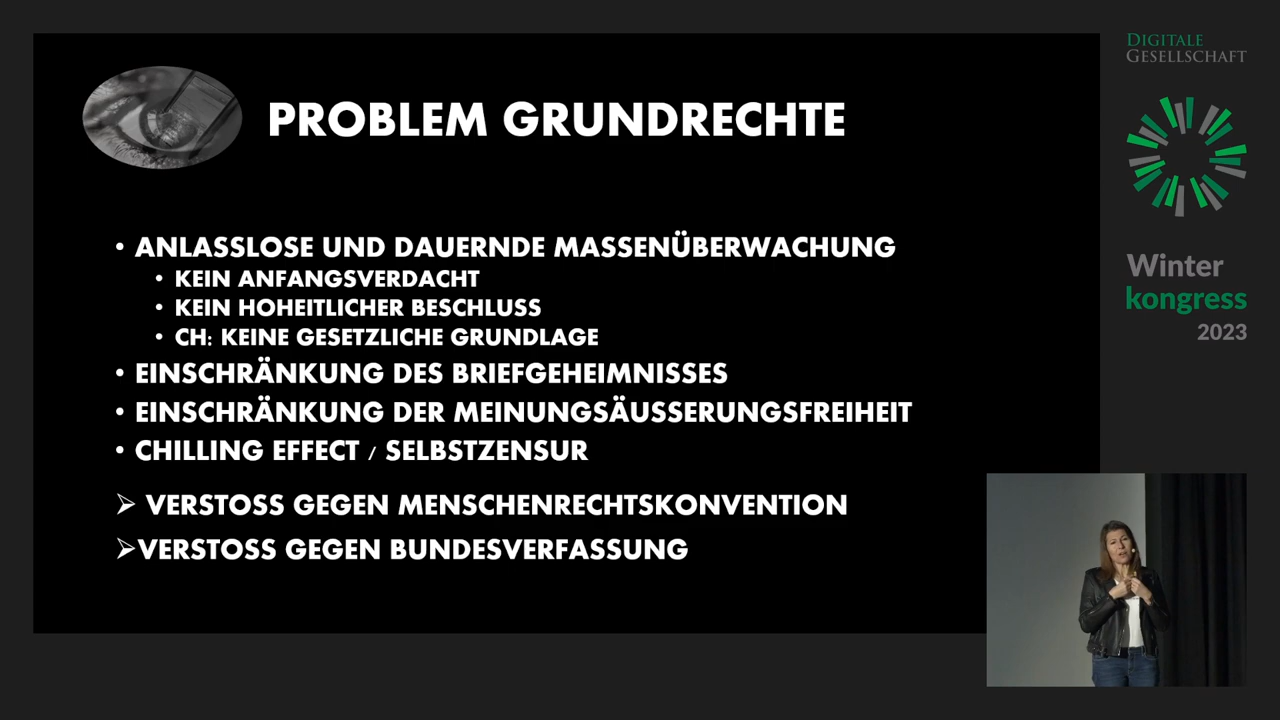 PROBLEM GRUNDRECHTE
• ANLASSLOSE UND DAUERNDE MASSENÜBERWACHUNG
• KEIN ANFANGSVERDACHT
• KEIN HOHEITLICHER BESCHLUSS
• CH: KEINE GESETZLICHE GRUNDLAGE
• EINSCHRÄNKUNG DES BRIEFGEHEIMNISSES
• EINSCHRÄNKUNG DER MEINUNGSÄUSSERUNGSFREIHEIT
• CHILLING EFFECT / SELBSTZENSUR
➢ VERSTOSS GEGEN MENSCHENRECHTSKONVENTION
➢VERSTOSS GEGEN BUNDESVERFASSUNG
DIGITALE
GESELLSCHAFT
Winter
kongress
2023